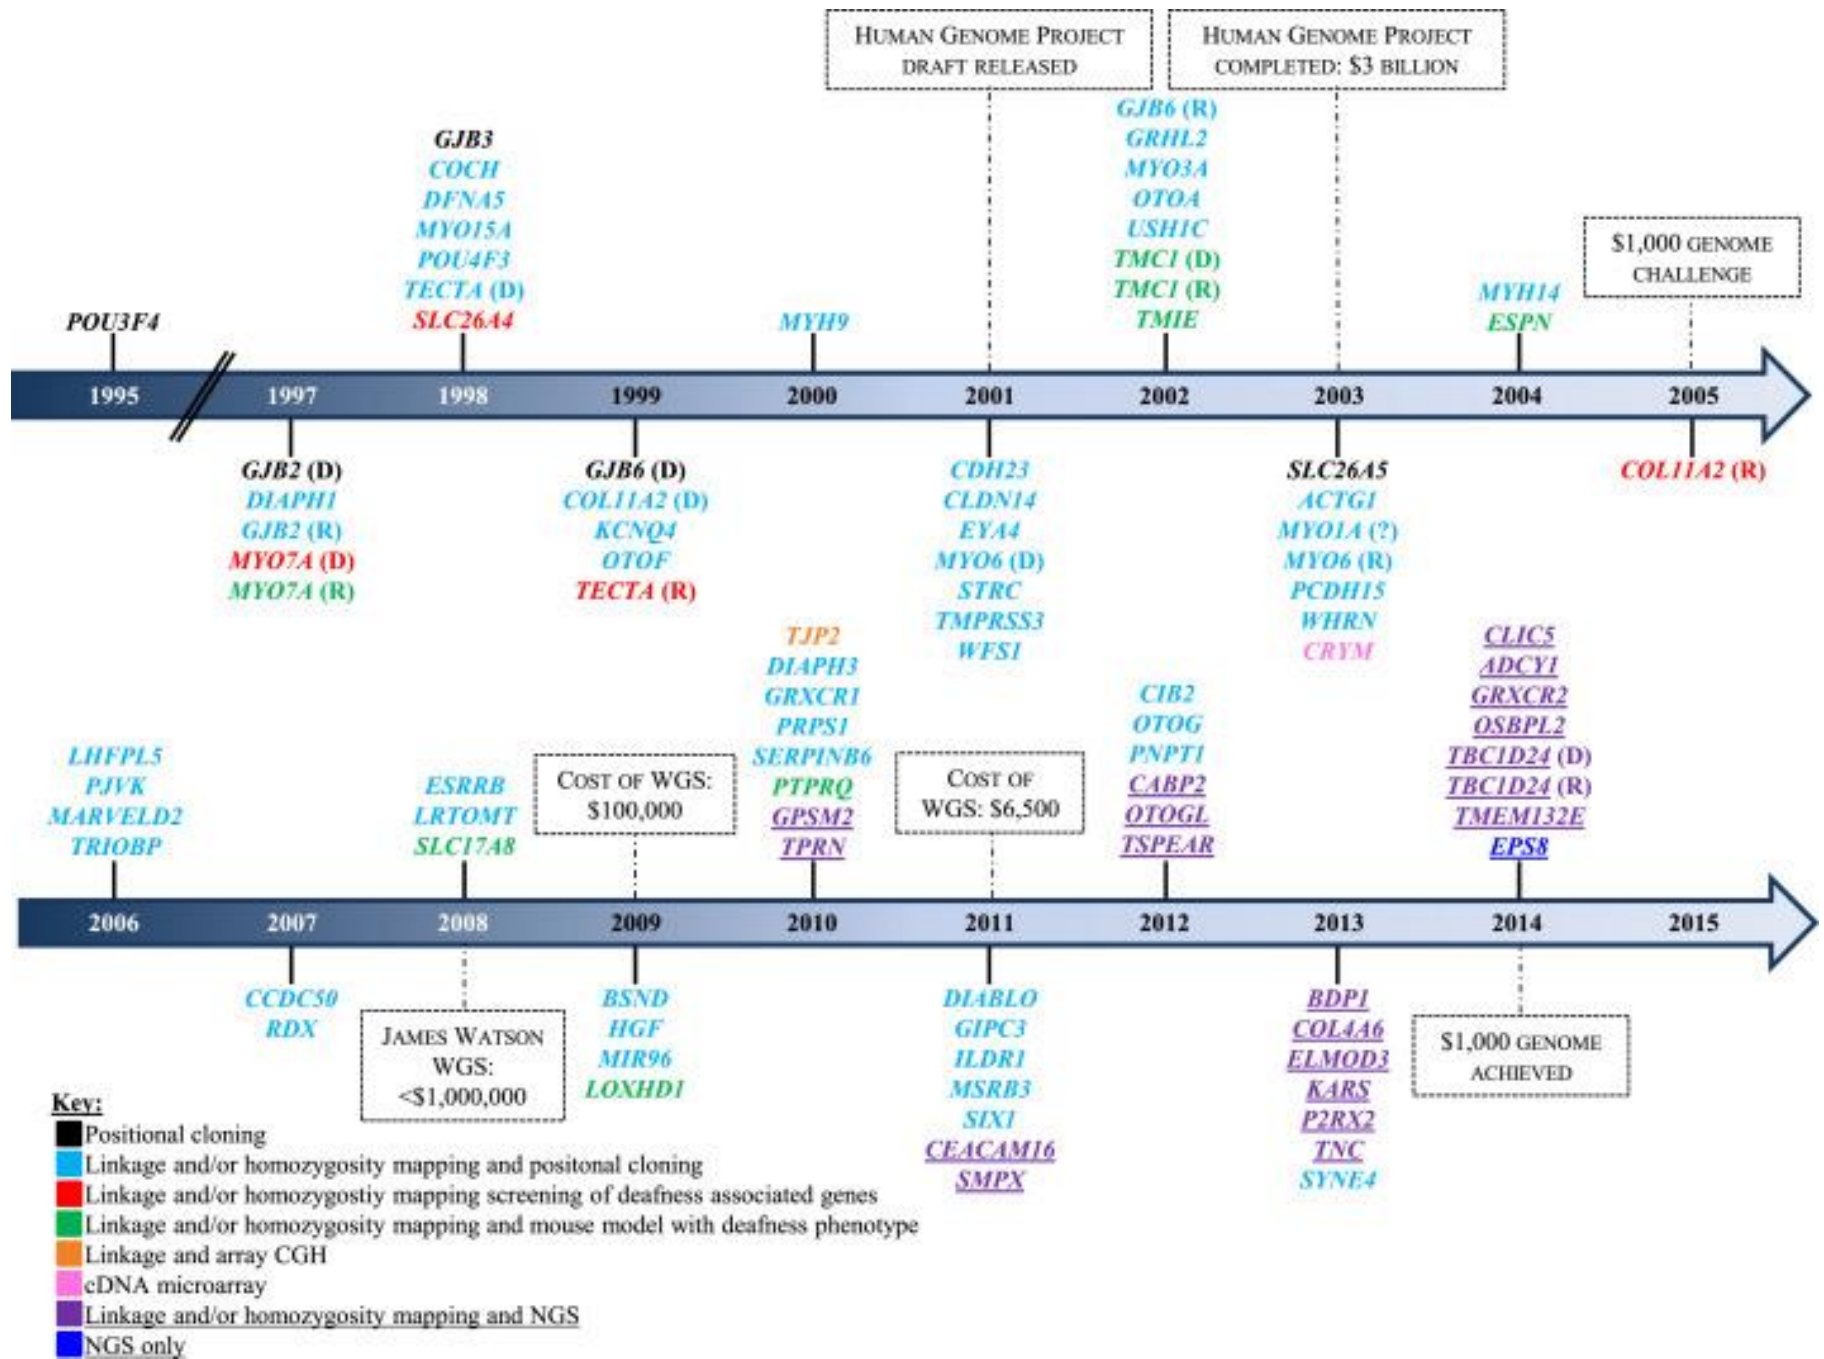 HUMAN GENOME PROJECT
DRAFT RELEASED
HUMAN GENOME PROJECT
COMPLETED: $3 BILLION
$1,000 GENOME
CHALLENGE
POU3F4
GJB3
COCH
DFNA5
MYO15A
POU4F3
TECTA (D)
SLC26A4
MYH9
GJB6 (R)
GRHL2
MYO3A
OTOA
USH1C
TMC1 (D)
TMC1 (R)
TMIE
MYH14
ESPN
1995 1997 1998 1999 2000 2001 2002 2003 2004 2005
GJB2 (D)
DIAPH1
GJB2 (R)
MYO7A (D)
MYO7A (R)
GJB6 (D)
COL11A2 (D)
KCNQ4
OTOF
TECTA (R)
CDH23
CLDN14
EYA4
MYO6 (D)
STRC
TMPRSS3
WFS1
SLC26A5
ACTG1
MYO1A (?)
MYO6 (R)
PCDH15
WHRN
CRYM
COL11A2 (R)
LHFPL5
PJVK
MARVELD2
TRIOBP
ESRRB
LRTOMT
SLC17A8
COST OF WGS:
$100,000
TJP2
DIAPH3
GRXCR1
PRPS1
SERPINB6
PTPRQ
GPSM2
TPRN
COST OF
WGS: $6,500
CIB2
OTOG
PNPT1
CABP2
OTOGL
TSPEAR
CLIC5
ADCY1
GRXCR2
OSBPL2
TBC1D24 (D)
TBC1D24 (R)
TMEM132E
EPS8
2006 2007 2008 2009 2010 2011 2012 2013 2014 2015
CCDC50
RDX
JAMES WATSON
WGS:
<$1,000,000
BSND
HGF
MIR96
LOXHD1
DIABLO
GIPC3
ILDR1
MSRB3
SIX1
CEACAM16
SMPX
BDP1
COL4A6
ELMOD3
KARS
P2RX2
TNC
SYNE4
$1,000 GENOME
ACHIEVED
Key:
Positional cloning
Linkage and/or homozygosity mapping and positonal cloning
Linkage and/or homozygostiy mapping screening of deafness associated genes
Linkage and/or homozygosity mapping and mouse model with deafness phenotype
Linkage and array CGH
cDNA microarray
Linkage and/or homozygosity mapping and NGS
NGS only